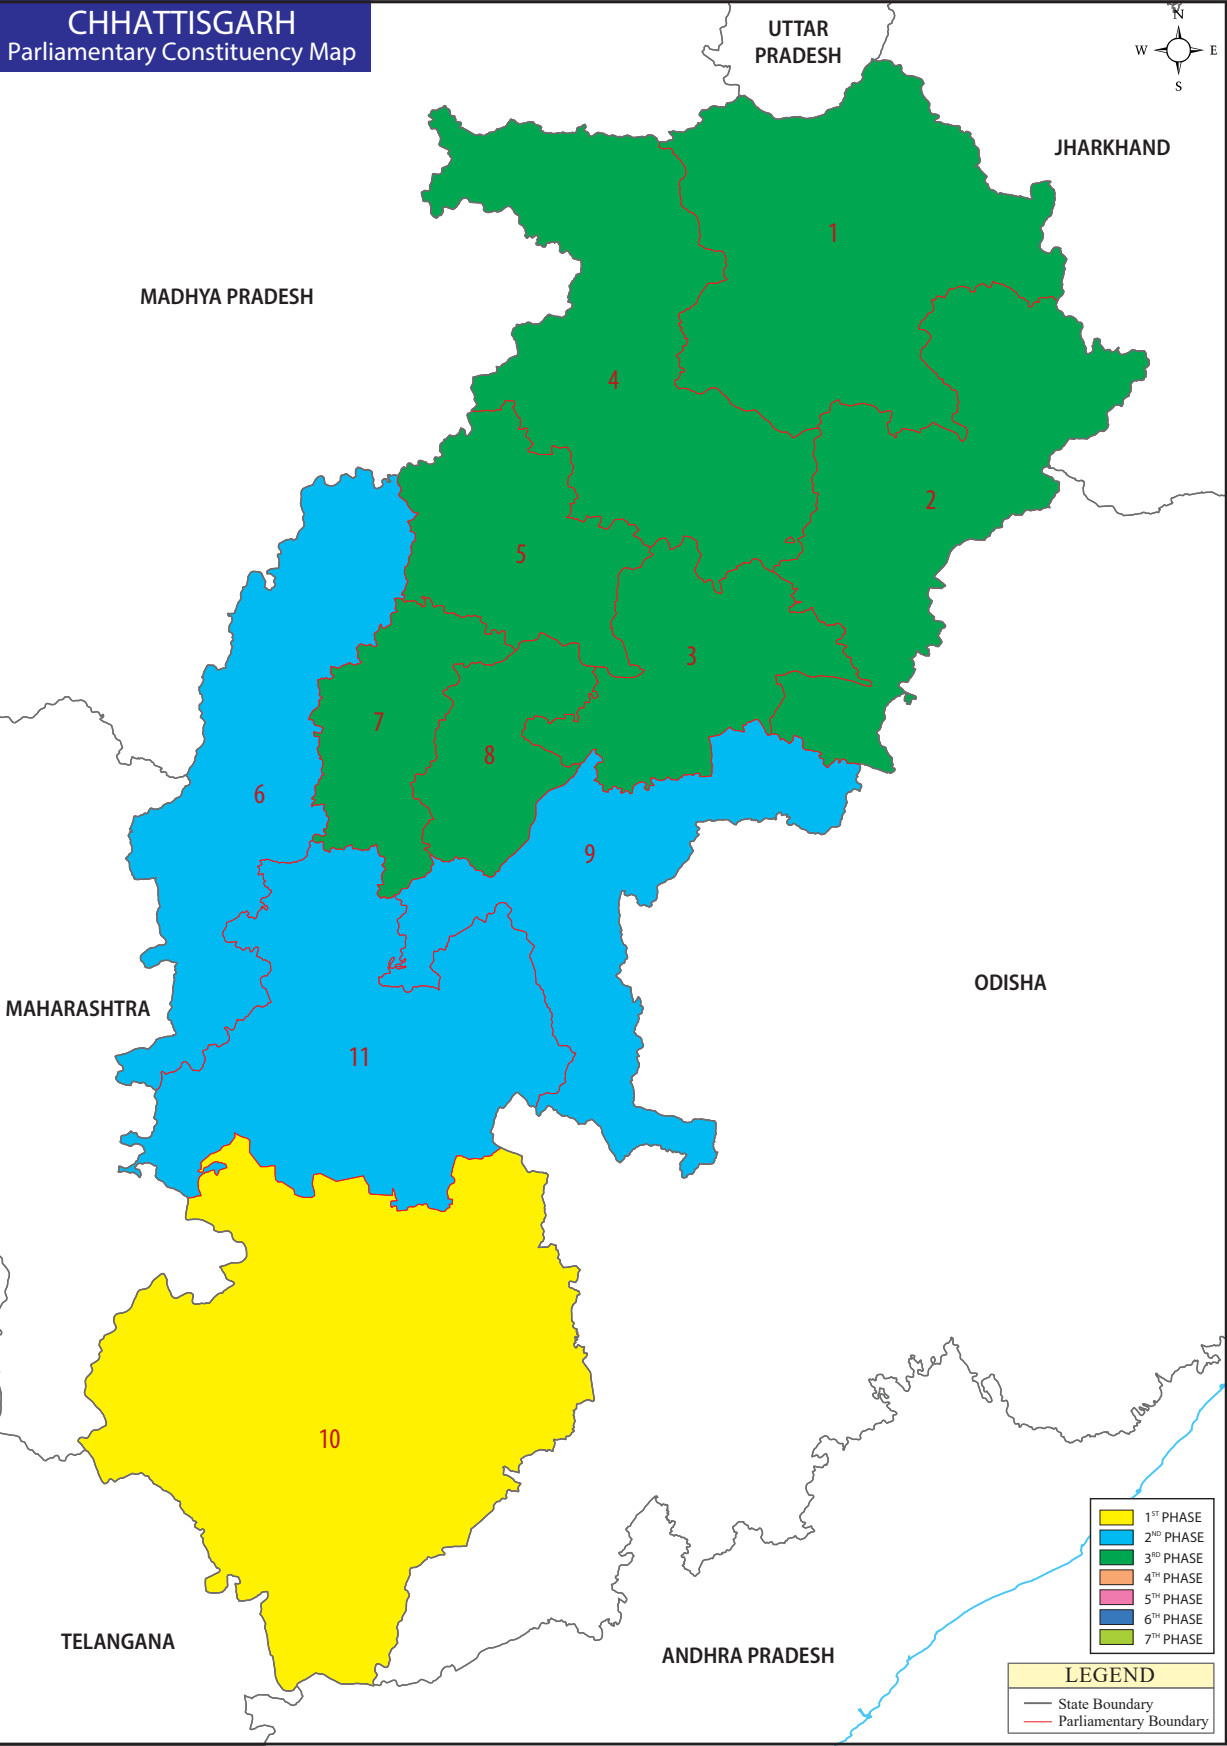 CHHATTISGARH
Parliamentary Constituency Map
UTTAR
PRADESH
N
W E
S
JHARKHAND
MADHYA PRADESH
1
4
2
5
3
7
8
6
9
MAHARASHTRA
ODISHA
11
10
TELANGANA
ANDHRA PRADESH
1ST PHASE
2ND PHASE
3RD PHASE
4TH PHASE
5TH PHASE
6TH PHASE
7TH PHASE
LEGEND
State Boundary
Parliamentary Boundary